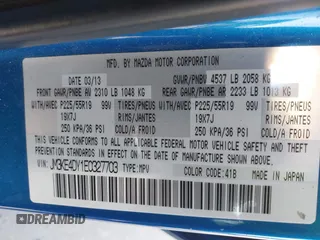 MFD. BY MAZDA MOTOR CORPORATION
DATE 03/13 GVWR/PNBV 4537 LB 2058 KG
FRONT GAWR/PNBE AV 2310 LB 1048 KG REAR GAWR/PNBE AR 2233 LB 1013 KG
WITH/AVEC P225/55R19 99V TIRES/PNEUS WITH/AVEC P225/55R19 99V TIRES/PNEUS
19X7J RIMS/JANTES 19X7J RIMS/JANTES
250 KPA/36 PSI COLD/A FROID 250 KPA/36 PSI COLD/A FROID
THIS VEHICLE CONFORMS TO ALL APPLICABLE FEDERAL MOTOR VEHICLE
SAFETY, BUMPER, AND THEFT PREVENTION STANDARDS IN EFFECT
ON THE DATE OF MANUFACTURE SHOWN ABOVE.
JM3KE4DY1E0327703 TYPE:MPV
COLOR:41B MADE IN JAPAN